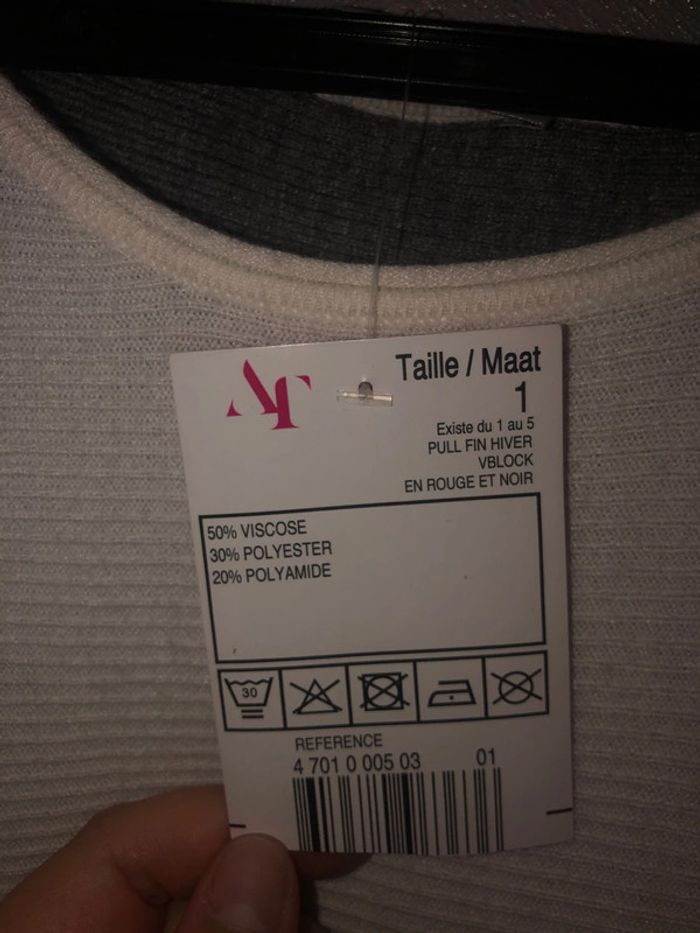 AT
Taille / Maat
1
Existe du 1 au 5
PULL FIN HIVER
VBLOCK
EN ROUGE ET NOIR
50% VISCOSE
30% POLYESTER
20% POLYAMIDE
30
REFERENCE
4 701 0 005 03 01